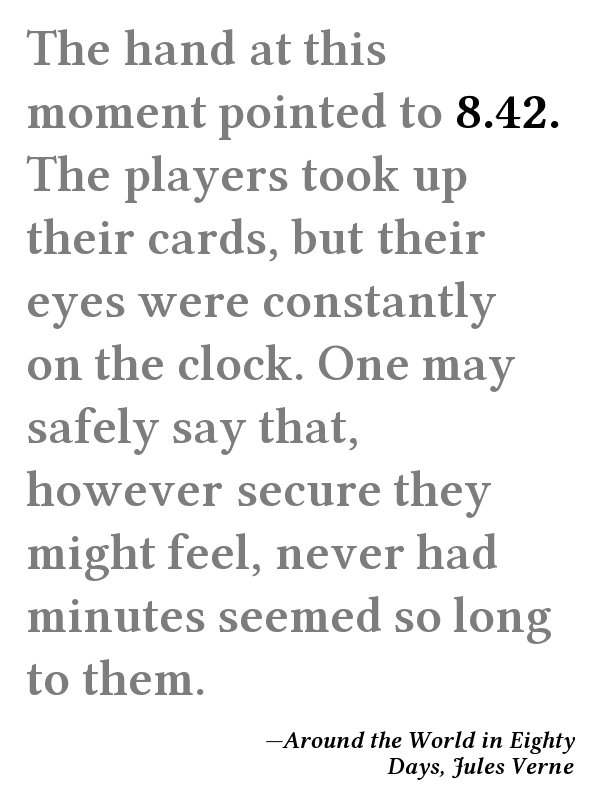 The hand at this
moment pointed to 8.42.
The players took up
their cards, but their
eyes were constantly
on the clock. One may
safely say that,
however secure they
might feel, never had
minutes seemed so long
to them.
—Around the World in Eighty
Days, Jules Verne